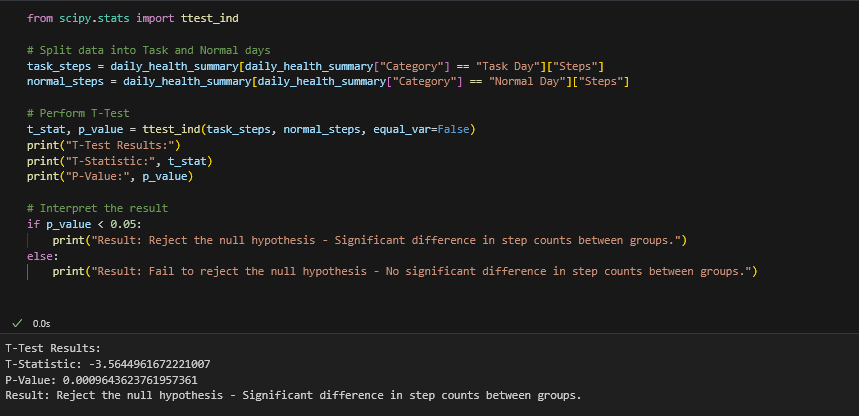 from scipy.stats import ttest_ind
# Split data into Task and Normal days
task_steps = daily_health_summary[daily_health_summary["Category"] == "Task Day"]["Steps"]
normal_steps = daily_health_summary[daily_health_summary["Category"] == "Normal Day"]["Steps"]
# Perform T-Test
t_stat, p_value = ttest_ind(task_steps, normal_steps, equal_var=False)
print("T-Test Results:")
print("T-Statistic:", t_stat)
print("P-Value:", p_value)
# Interpret the result
if p_value < 0.05:
    print("Result: Reject the null hypothesis - Significant difference in step counts between groups.")
else:
    print("Result: Fail to reject the null hypothesis - No significant difference in step counts between groups.")
0.0s
T-Test Results:
T-Statistic: -3.5644961672221007
P-Value: 0.0009643623761957361
Result: Reject the null hypothesis - Significant difference in step counts between groups.